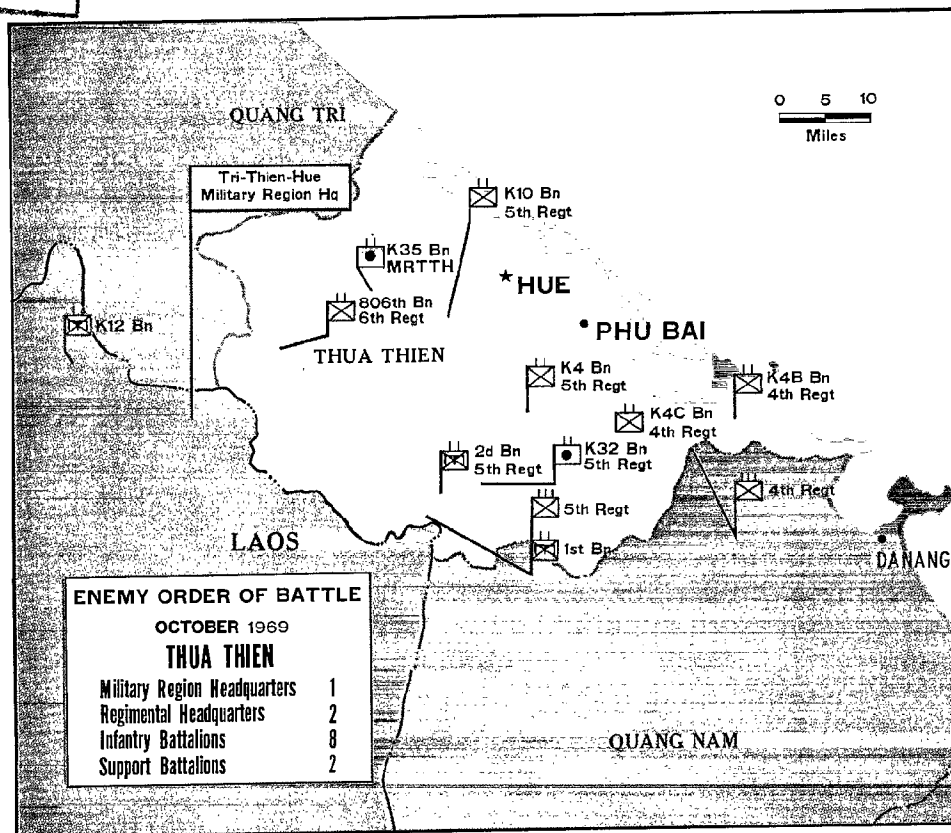 QUANG TRI
0 5 10
Miles
Tri-Thien-Hue
Military Region Hq
K10 Bn
5th Regt
K35 Bn
MRTTH
HUE
806th Bn
6th Regt
K12 Bn
PHU BAI
THUA THIEN
K4 Bn
5th Regt
K4B Bn
4th Regt
K4C Bn
4th Regt
2d Bn
5th Regt
K32 Bn
5th Regt
4th Regt
5th Regt
LAOS
1st Bn
DANANG
ENEMY ORDER OF BATTLE
OCTOBER 1969
THUA THIEN
Military Region Headquarters 1
Regimental Headquarters 2
Infantry Battalions 8
Support Battalions 2
QUANG NAM